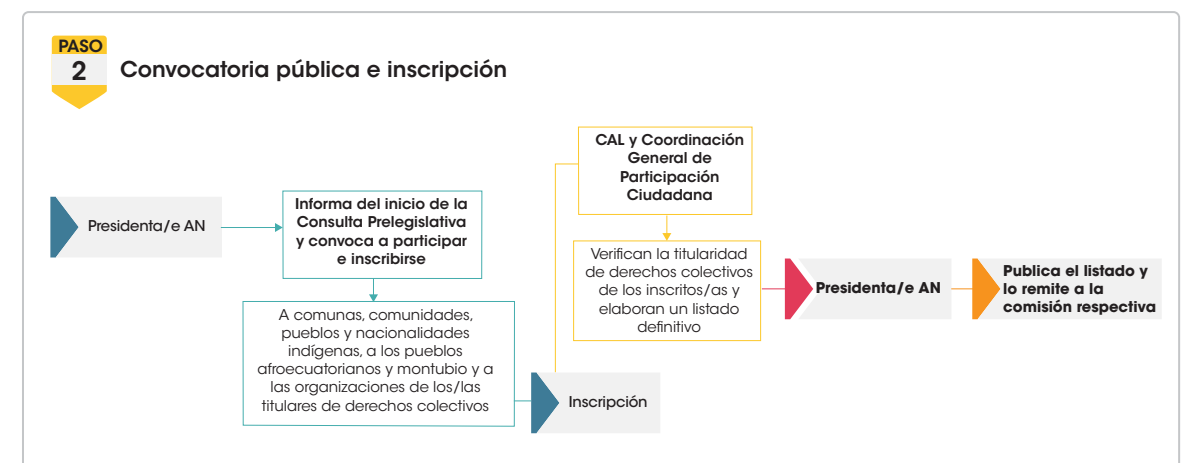 PASO
2
Convocatoria pública e inscripción
Presidenta/e AN
Informa del inicio de la
Consulta Prelegislativa
y convoca a participar
e inscribirse
A comunas, comunidades,
pueblos y nacionalidades
indígenas, a los pueblos
afroecuatorianos y montubio y a
las organizaciones de los/las
titulares de derechos colectivos
Inscripción
CAL y Coordinación
General de
Participación
Ciudadana
Verifican la titularidad
de derechos colectivos
de los inscritos/as y
elaboran un listado
definitivo
Presidenta/e AN
Publica el listado y
lo remite a la
comisión respectiva